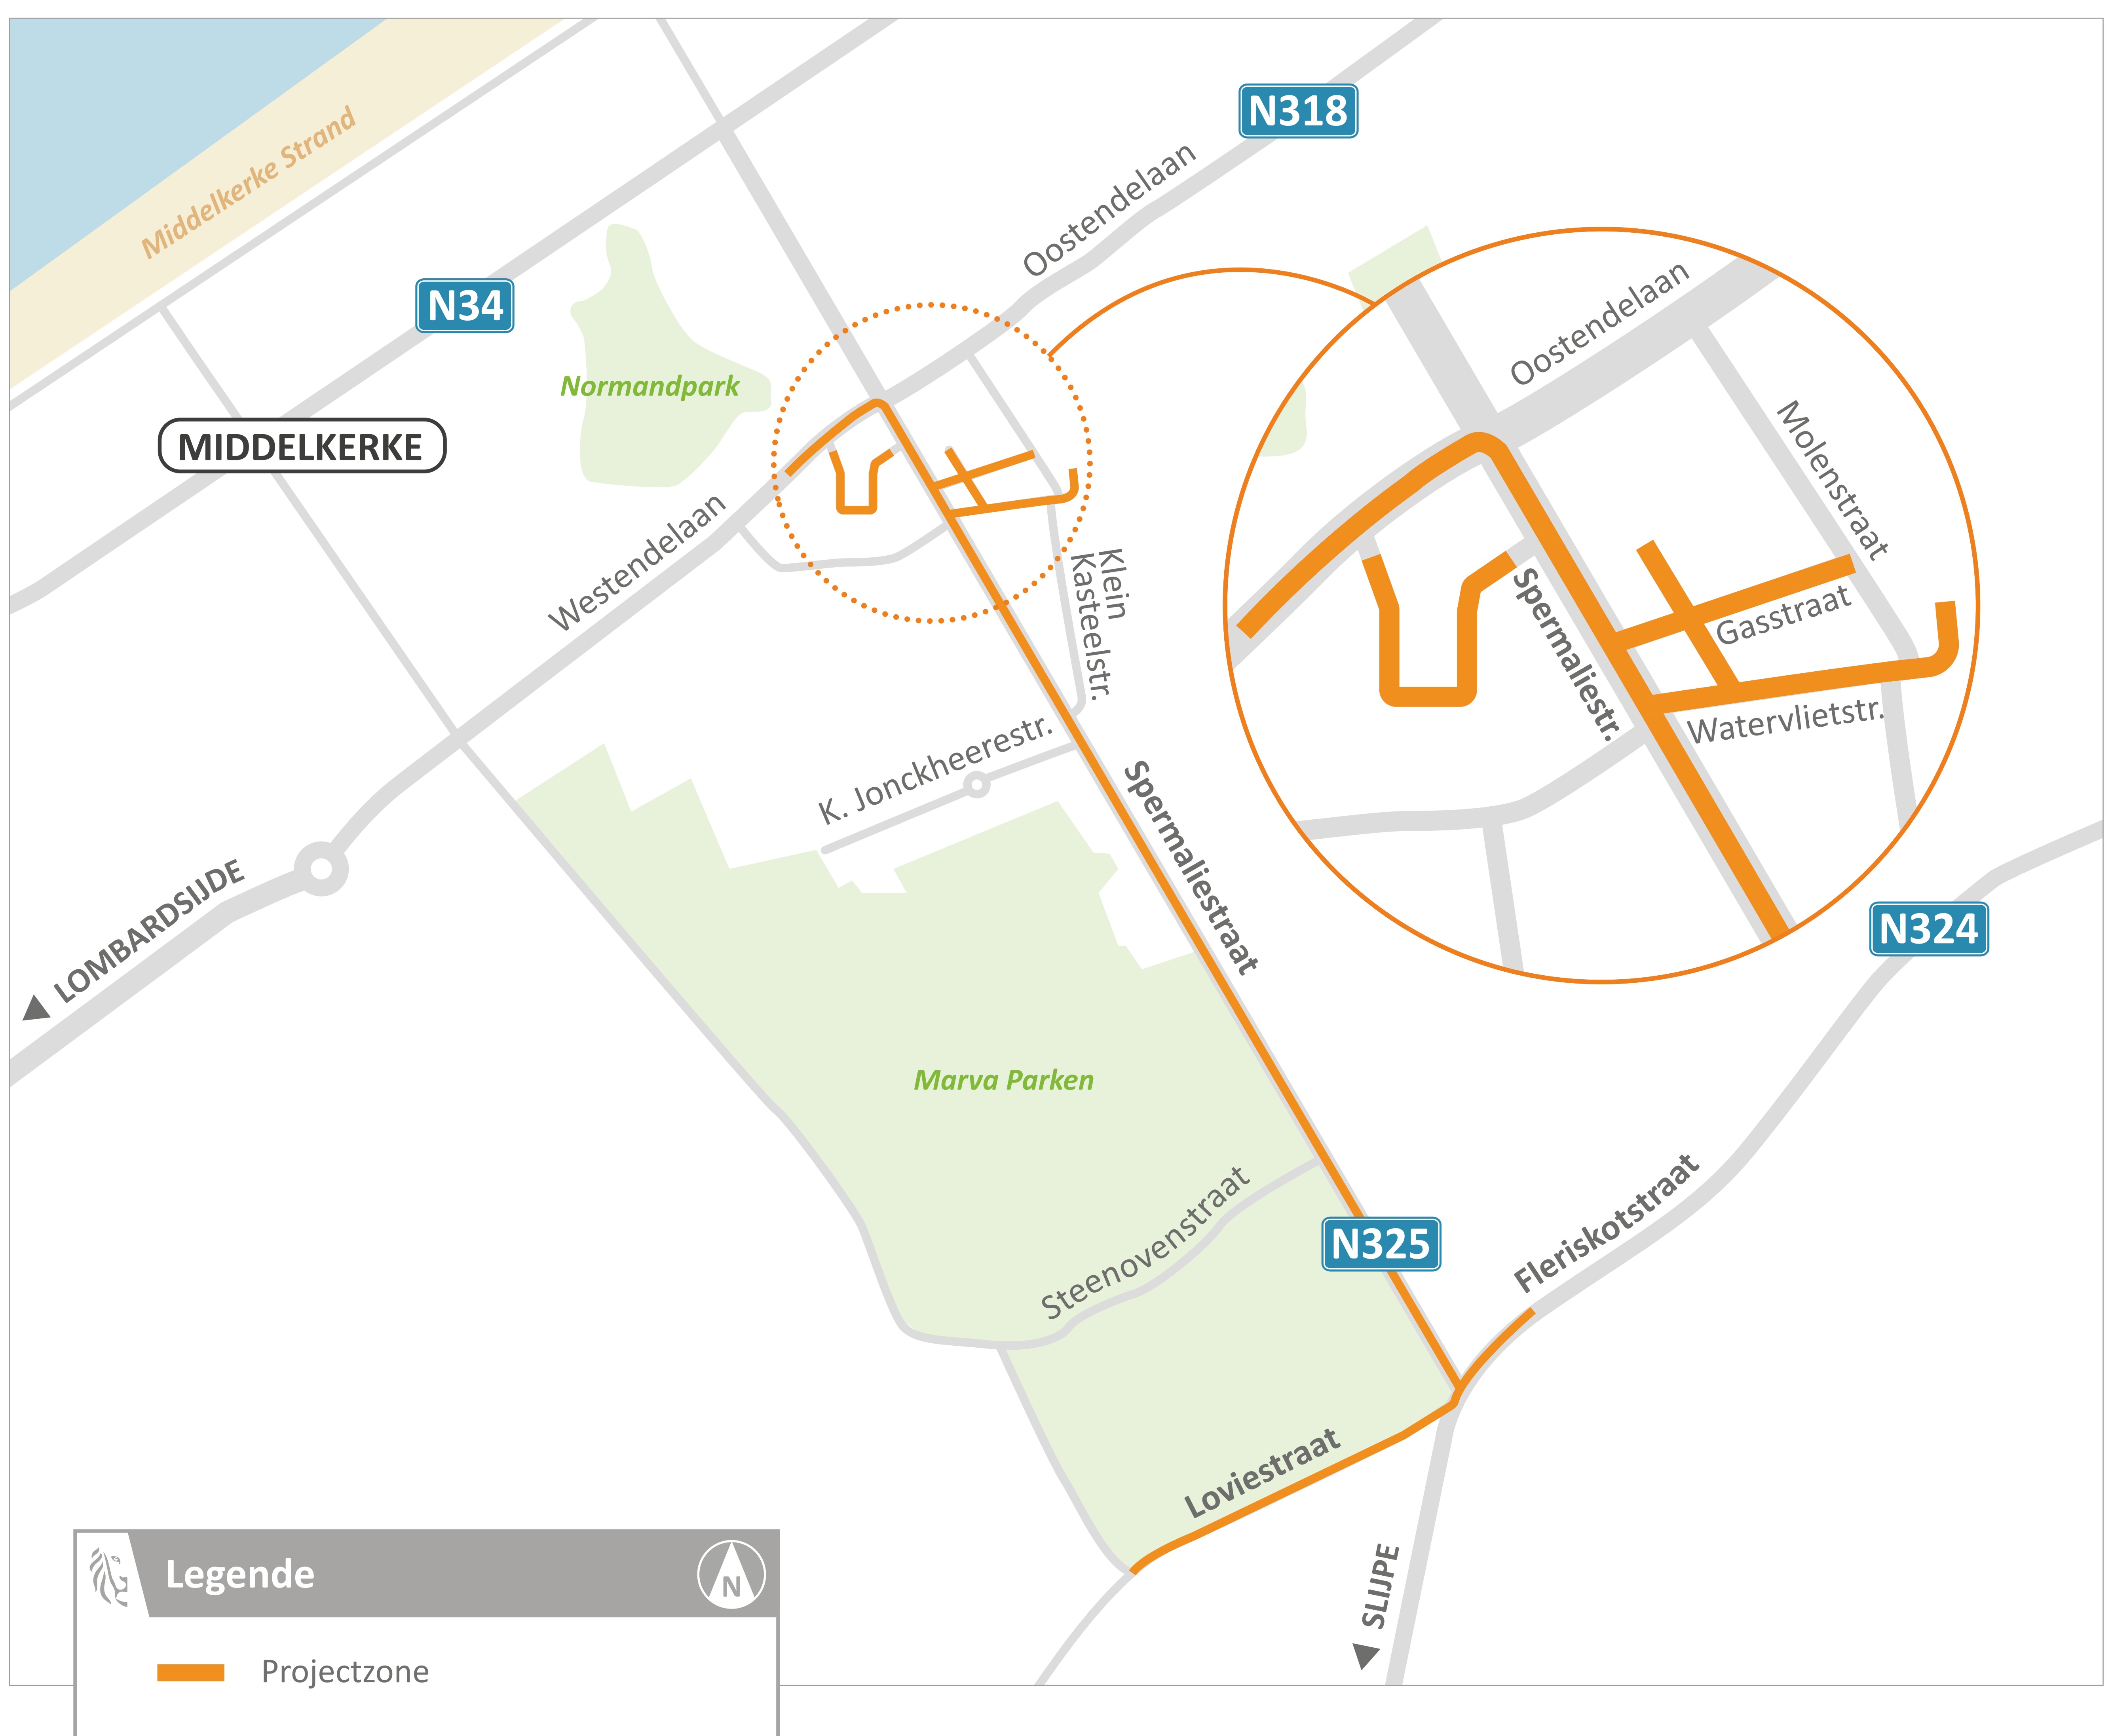 N318
Middelkerke Strand
Oostendelaan
N34
Oostendelaan
Normandpark
MIDDELKERKE
Molenstraat
Westendelaan
Klein
Kasteelstr.
Spermaliestr.
Gasstraat
Watervlietstr.
K. Jonckheerestr.
Spermaliestraat
LOMBARDSIJDE
N324
Marva Parken
Steenovenstraat
N325
Fleriskotstraat
Loviestraat
SLIJPE
Legende
N
Projectzone